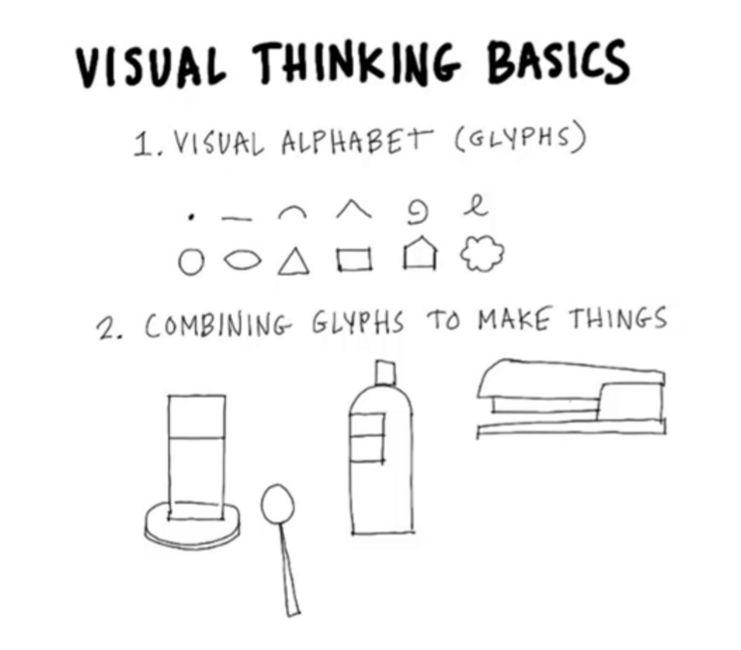 VISUAL THINKING BASICS
1. VISUAL ALPHABET (GLYPHS)
2. COMBINING GLYPHS TO MAKE THINGS